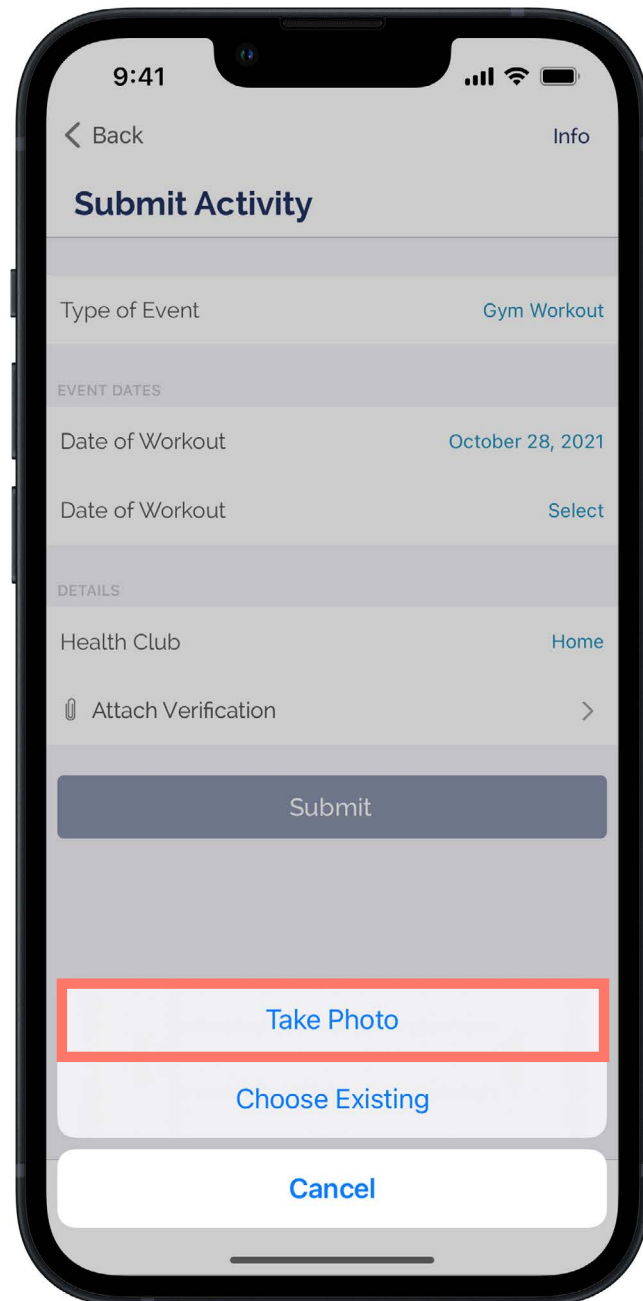 9:41
Back
Info
Submit Activity
Type of Event
Gym Workout
EVENT DATES
Date of Workout
October 28, 2021
Date of Workout
Select
DETAILS
Health Club
Home
Attach Verification
Submit
Take Photo
Choose Existing
Cancel